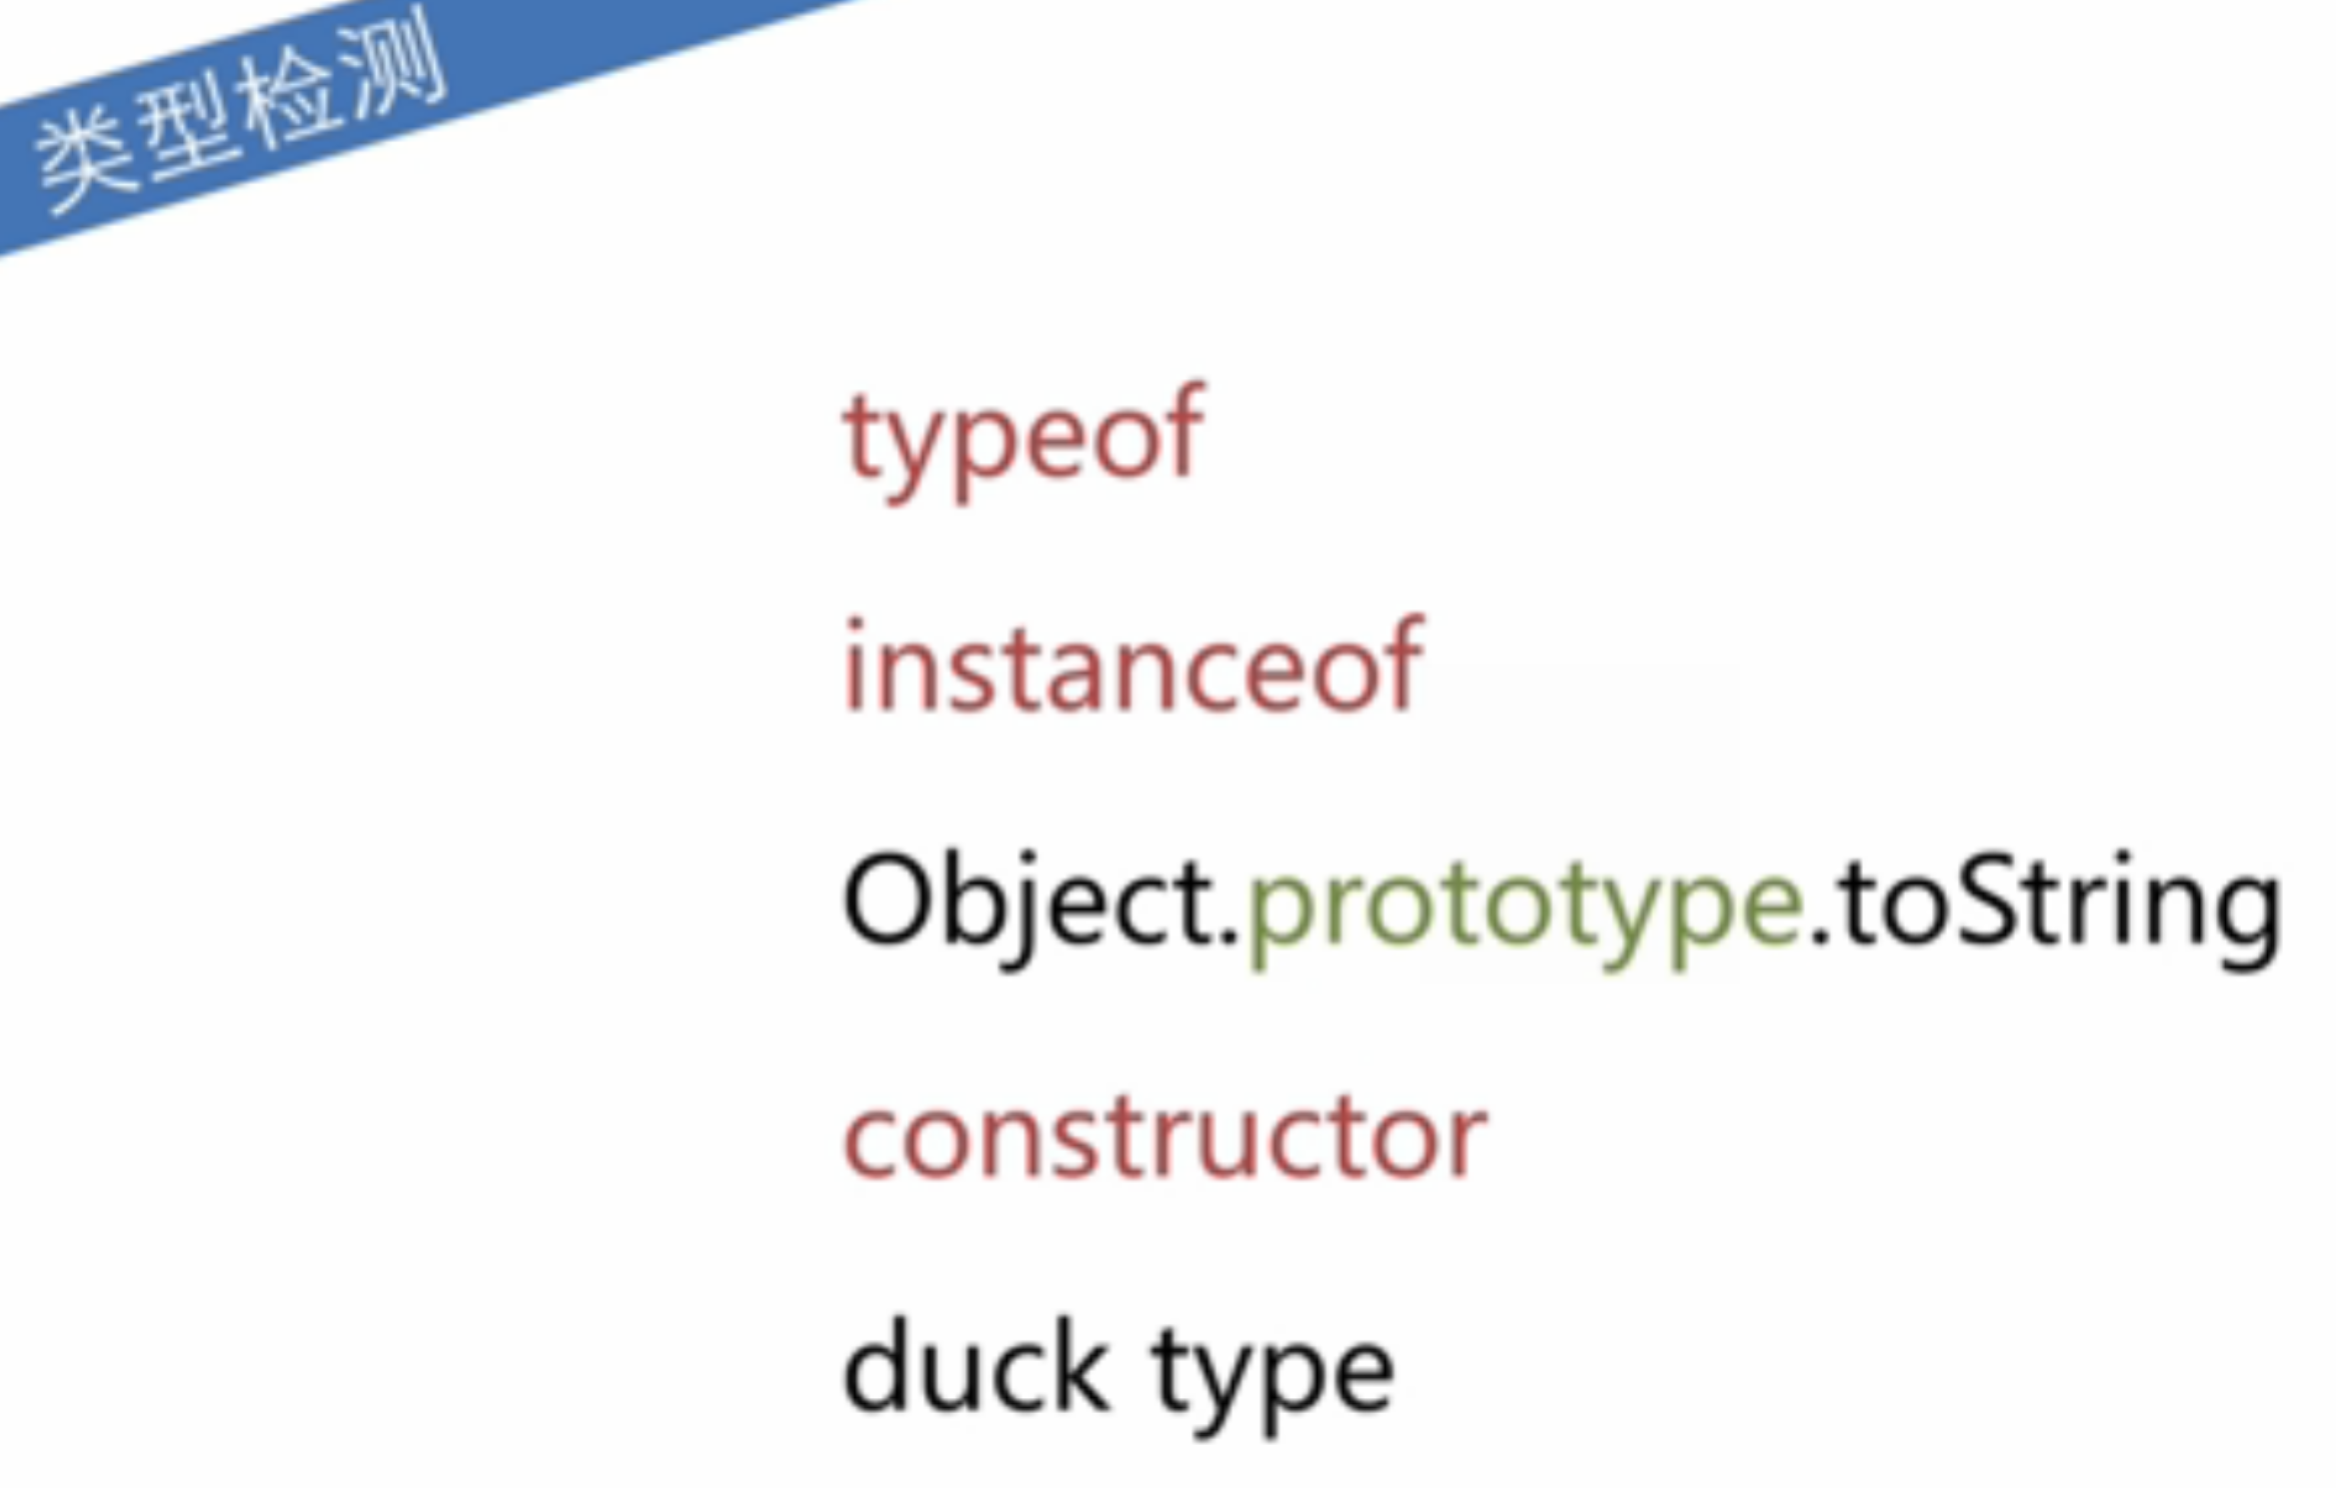 类型检测
typeof
instanceof
Object.prototype.toString
constructor
duck type